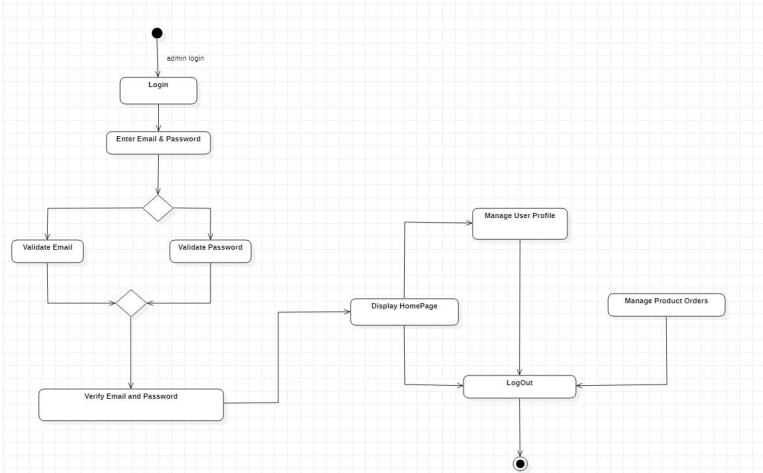 admin login
Login
Enter Email & Password
Validate Email
Validate Password
Manage User Profile
Display HomePage
Manage Product Orders
Verify Email and Password
LogOut